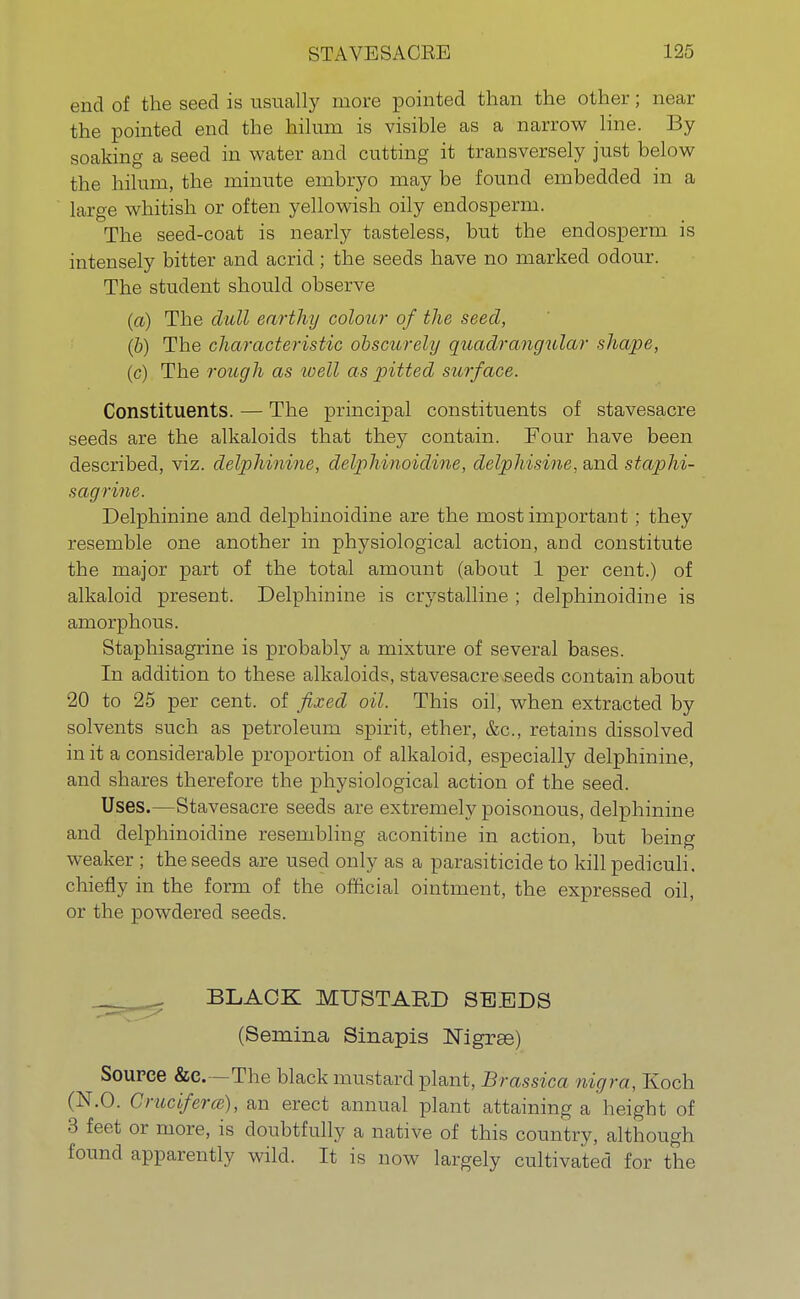 STAVESACRE 125
end of the seed is usually more pointed than the other; near
the pointed end the hilum is visible as a narrow line. By
soaking a seed in water and cutting it transversely just below
the hilum, the minute embryo may be found embedded in a
large whitish or often yellowish oily endosperm.
The seed-coat is nearly tasteless, but the endosperm is
intensely bitter and acrid; the seeds have no marked odour.
The student should observe
(a) The dull earthy colour of the seed,
(b) The characteristic obscurely quadrangular shape,
(c) The rough as well as pitted surface.
Constituents. — The principal constituents of stavesacre
seeds are the alkaloids that they contain. Four have been
described, viz. delphinine, delphinoidine, delphisine, and staphi-
sagrine.
Delphinine and delphinoidine are the most important; they
resemble one another in physiological action, and constitute
the major part of the total amount (about 1 per cent.) of
alkaloid present. Delphinine is crystalline; delphinoidine is
amorphous.
Staphisagrine is probably a mixture of several bases.
In addition to these alkaloids, stavesacre seeds contain about
20 to 25 per cent. of fixed oil. This oil, when extracted by
solvents such as petroleum spirit, ether, &c., retains dissolved
in it a considerable proportion of alkaloid, especially delphinine,
and shares therefore the physiological action of the seed.
Uses.—Stavesacre seeds are extremely poisonous, delphinine
and delphinoidine resembling aconitine in action, but being
weaker; the seeds are used only as a parasiticide to kill pediculi,
chiefly in the form of the official ointment, the expressed oil,
or the powdered seeds.
BLACK MUSTARD SEEDS
(Semina Sinapis Nigræ)
Source &c.—The black mustard plant, Brassica nigra, Koch
(N.O. Cruciferæ), an erect annual plant attaining a height of
3 feet or more, is doubtfully a native of this country, although
found apparently wild. It is now largely cultivated for the